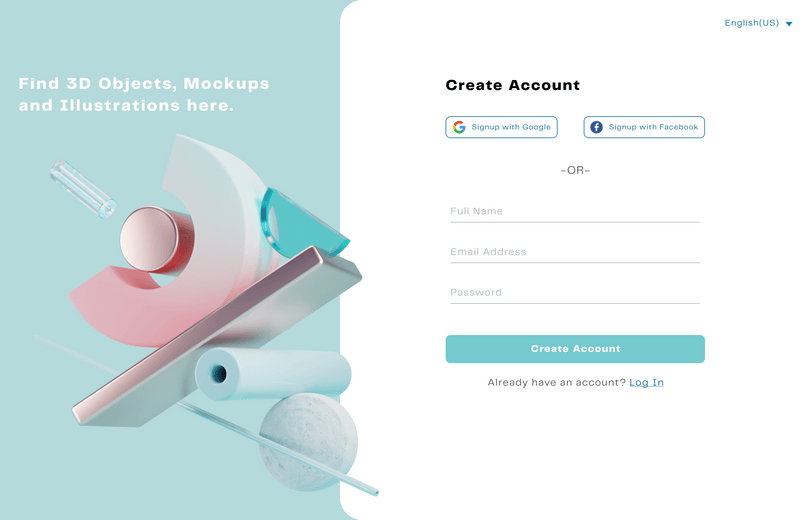 English(US)
Find 3D Objects, Mockups
and Illustrations here.
Create Account
Signup with Google
Signup with Facebook
-OR-
Full Name
Email Address
Password
Create Account
Already have an account? Log In